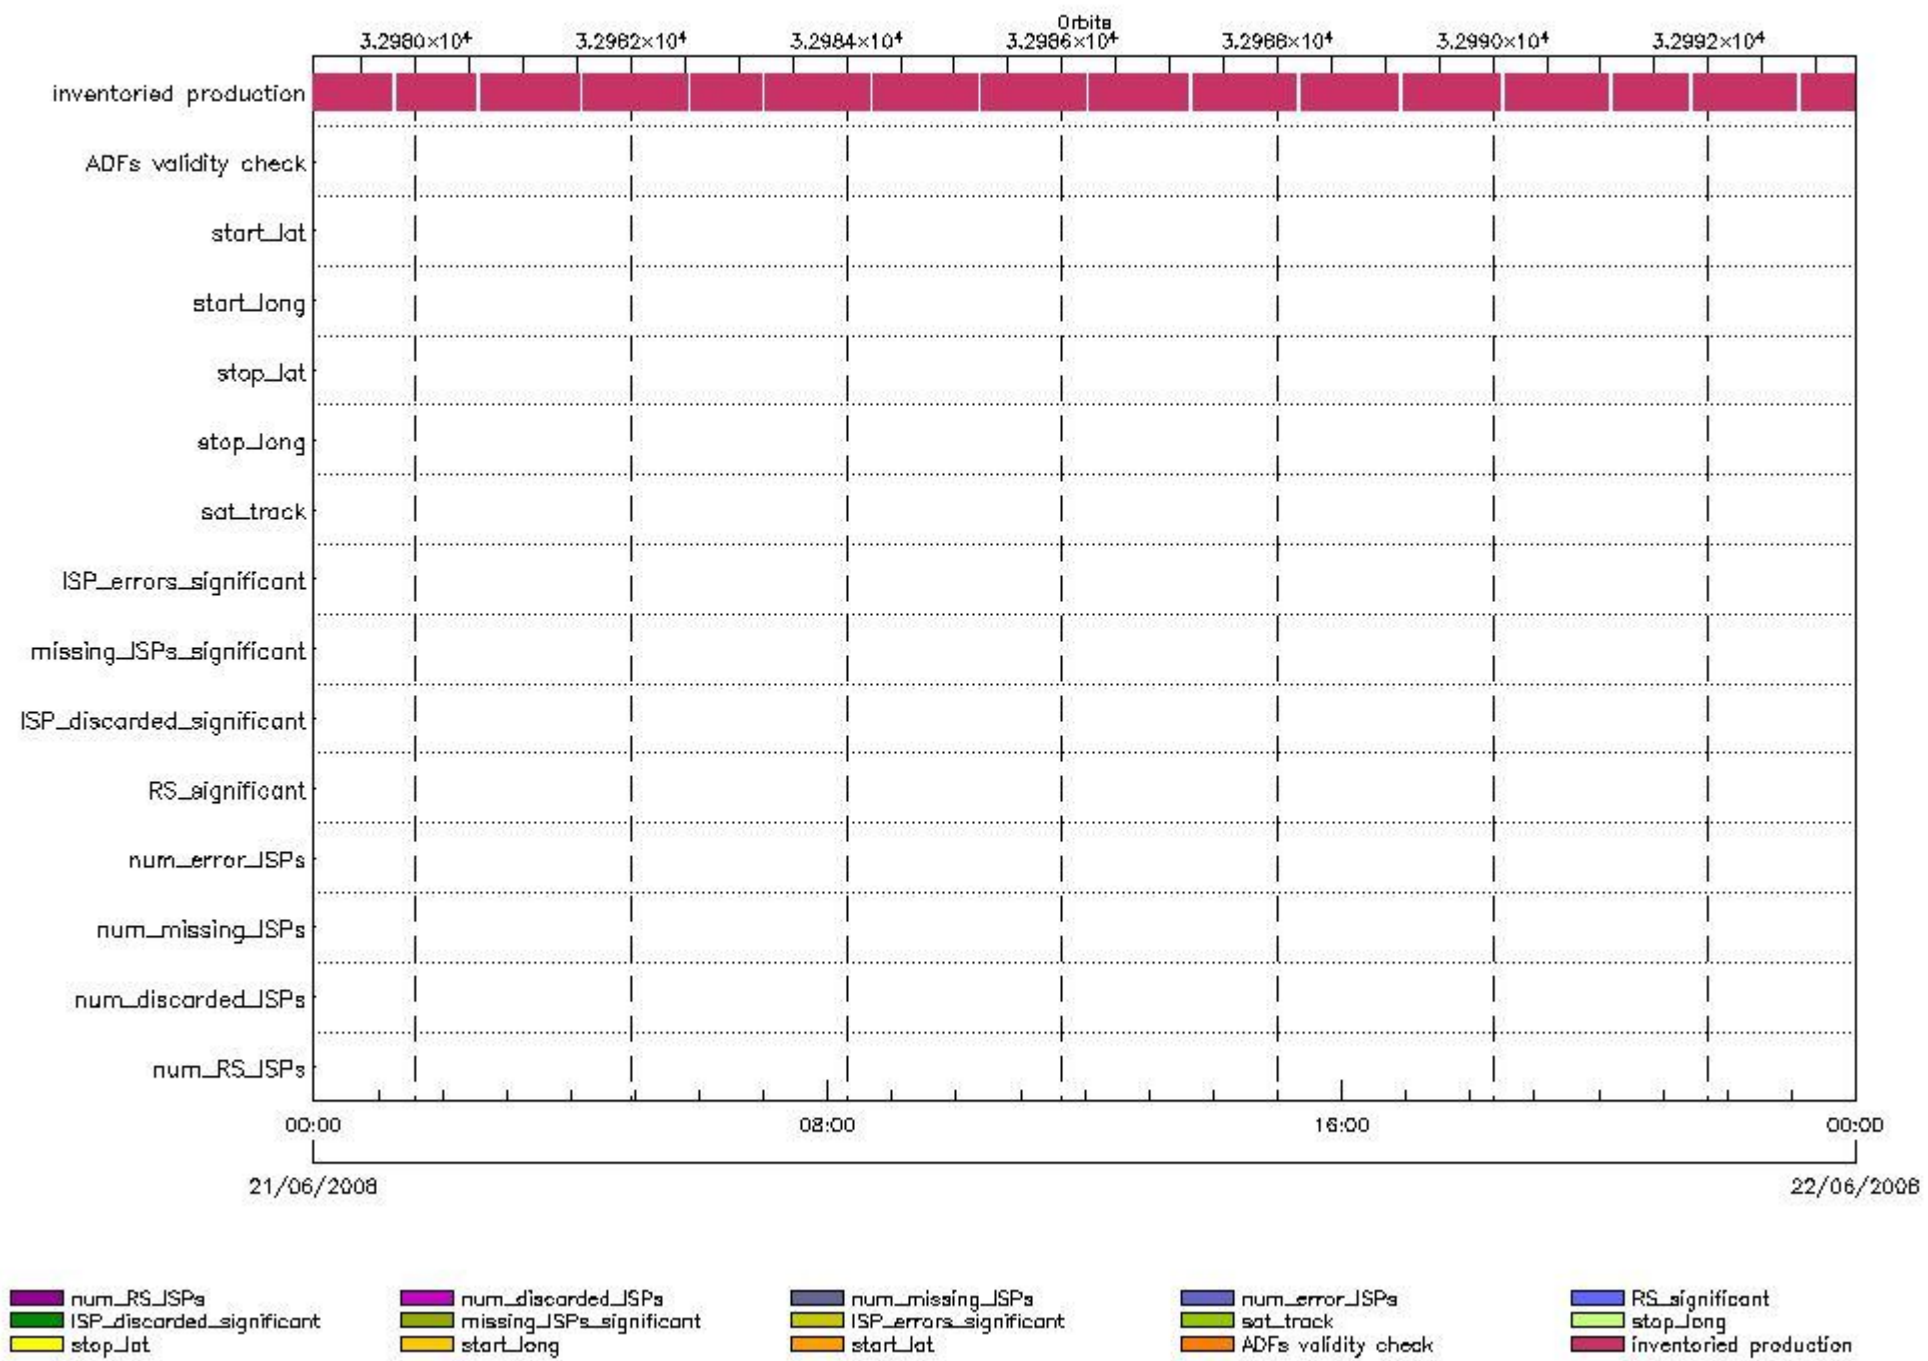 Orbits
3.2980×10⁴ 3.2982×10⁴ 3.2984×10⁴ 3.2986×10⁴ 3.2988×10⁴ 3.2990×10⁴ 3.2992×10⁴
inventoried production
ADFs validity check
start_lat
start_long
stop_lat
stop_long
sat_track
ISP_errors_significant
missing_ISPs_significant
ISP_discarded_significant
RS_significant
num_error_ISPs
num_missing_ISPs
num_discarded_ISPs
num_RS_ISPs
00:00 08:00 16:00 00:00
21/06/2008 22/06/2008
num_RS_ISPs num_discarded_ISPs num_missing_ISPs num_error_ISPs RS_significant
ISP_discarded_significant missing_ISPs_significant ISP_errors_significant sat_track stop_long
stop_lat start_long start_lat ADFs validity check inventoried production